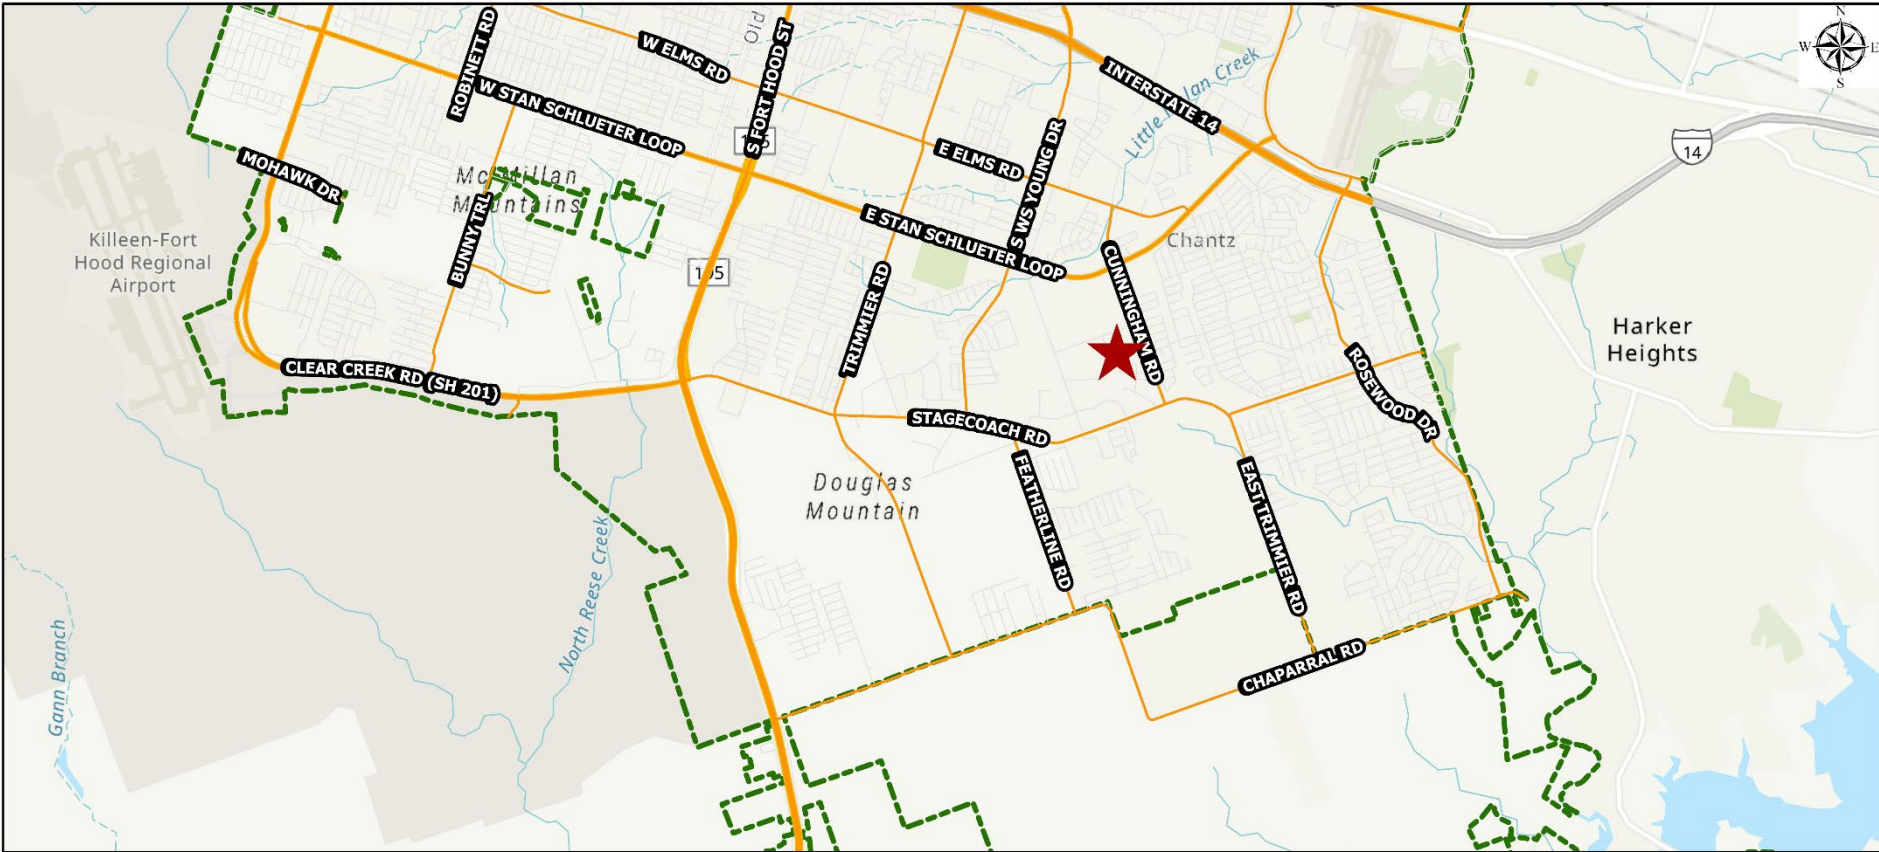 N
W
E
S
Old
ROBINETT RD
W ELMS RD
S FORT HOOD ST
INTERSTATE 14
W STAN SCHLUETER LOOP
Little
lan Creek
14
MOHAWK DR
McMillan
Mountains
BUNNY TRL
E ELMS RD
S WS YOUNG DR
E STAN SCHLUETER LOOP
Chantz
Killeen-Fort
Hood Regional
Airport
195
TRIMMIER RD
CUNNINGHAM RD
Harker
Heights
CLEAR CREEK RD (SH 201)
ROSEWOOD DR
STAGECOACH RD
Douglas
Mountain
FEATHERLINE RD
EAST TRIMMIER RD
North Reese Creek
Gann Branch
CHAPARRAL RD